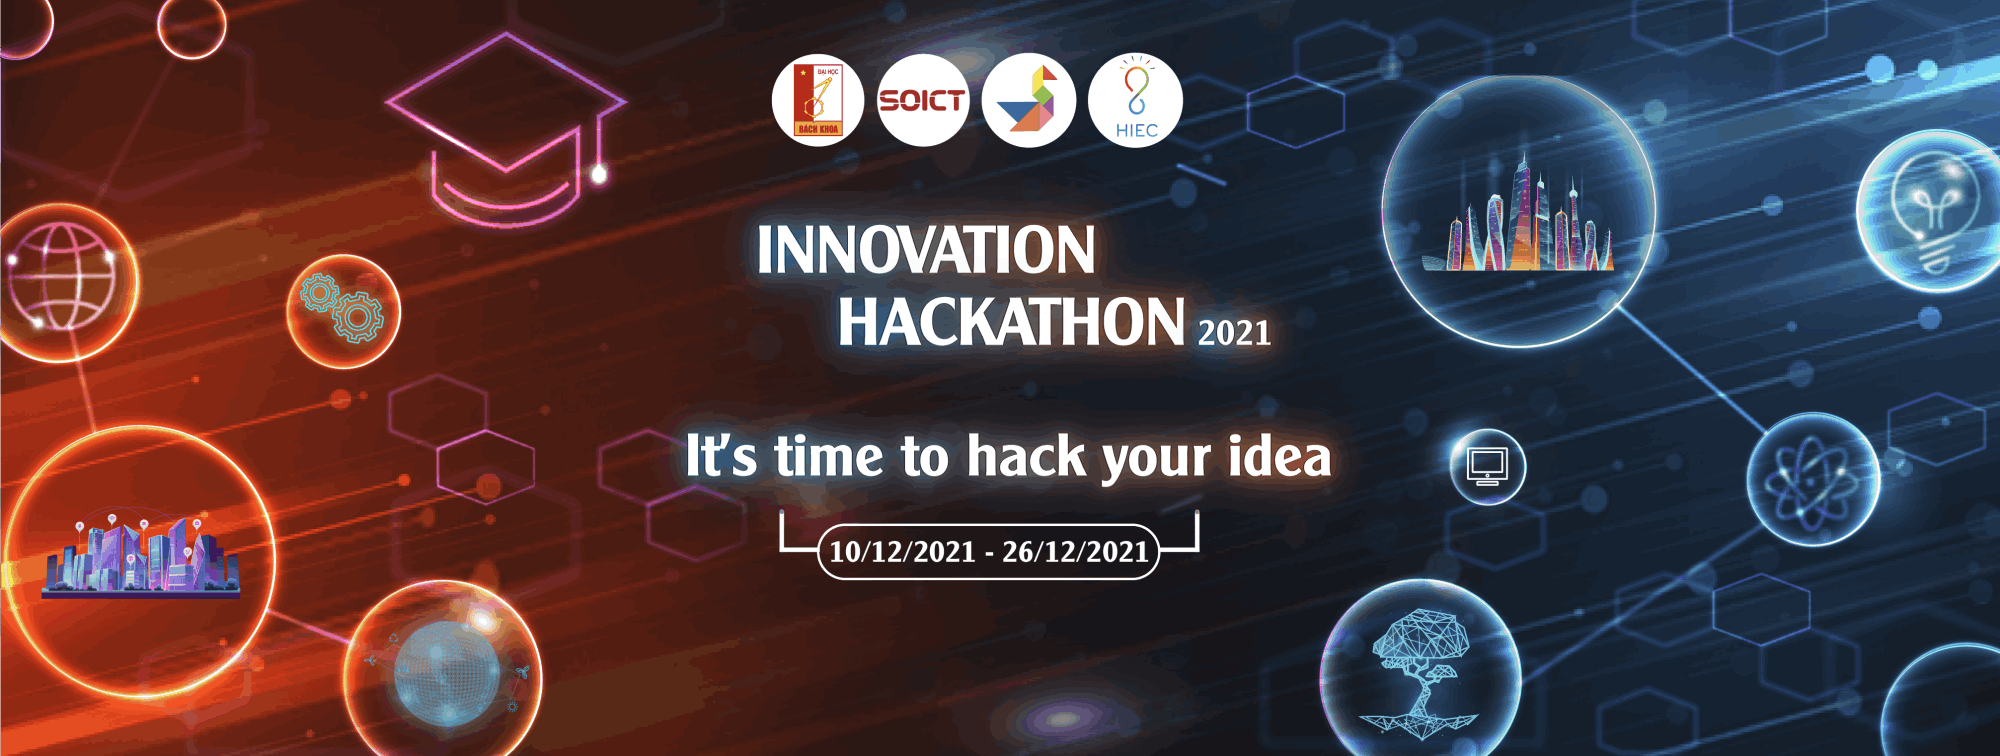 ĐẠI HỌC
BÁCH KHOA
SOICT
HIEC
INNOVATION
HACKATHON 2021
It's time to hack your idea
10/12/2021 - 26/12/2021